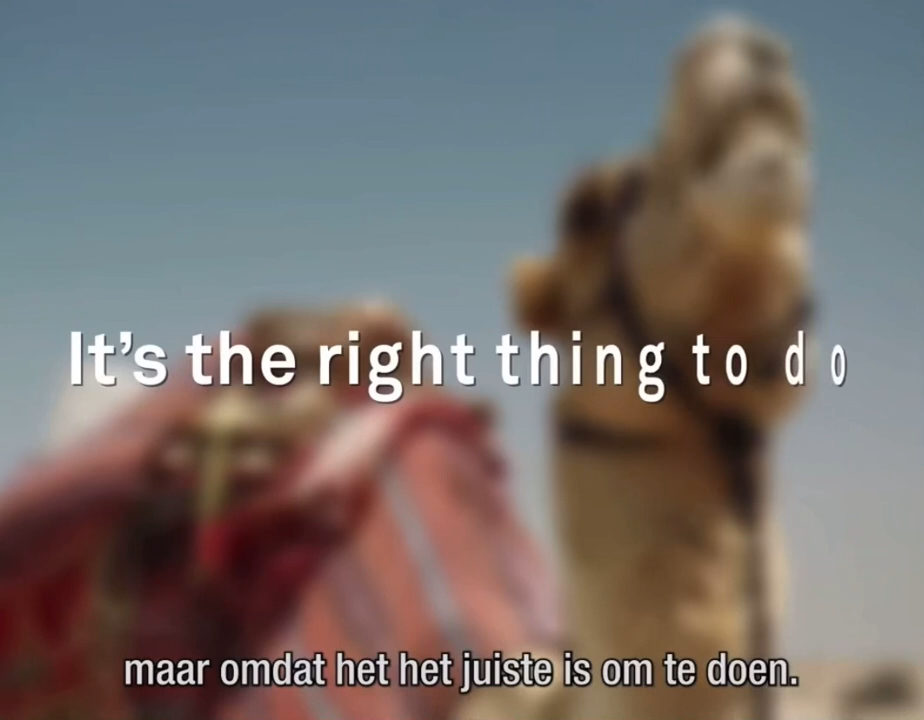 It’s the right thing to do
maar omdat het het juiste is om te doen.